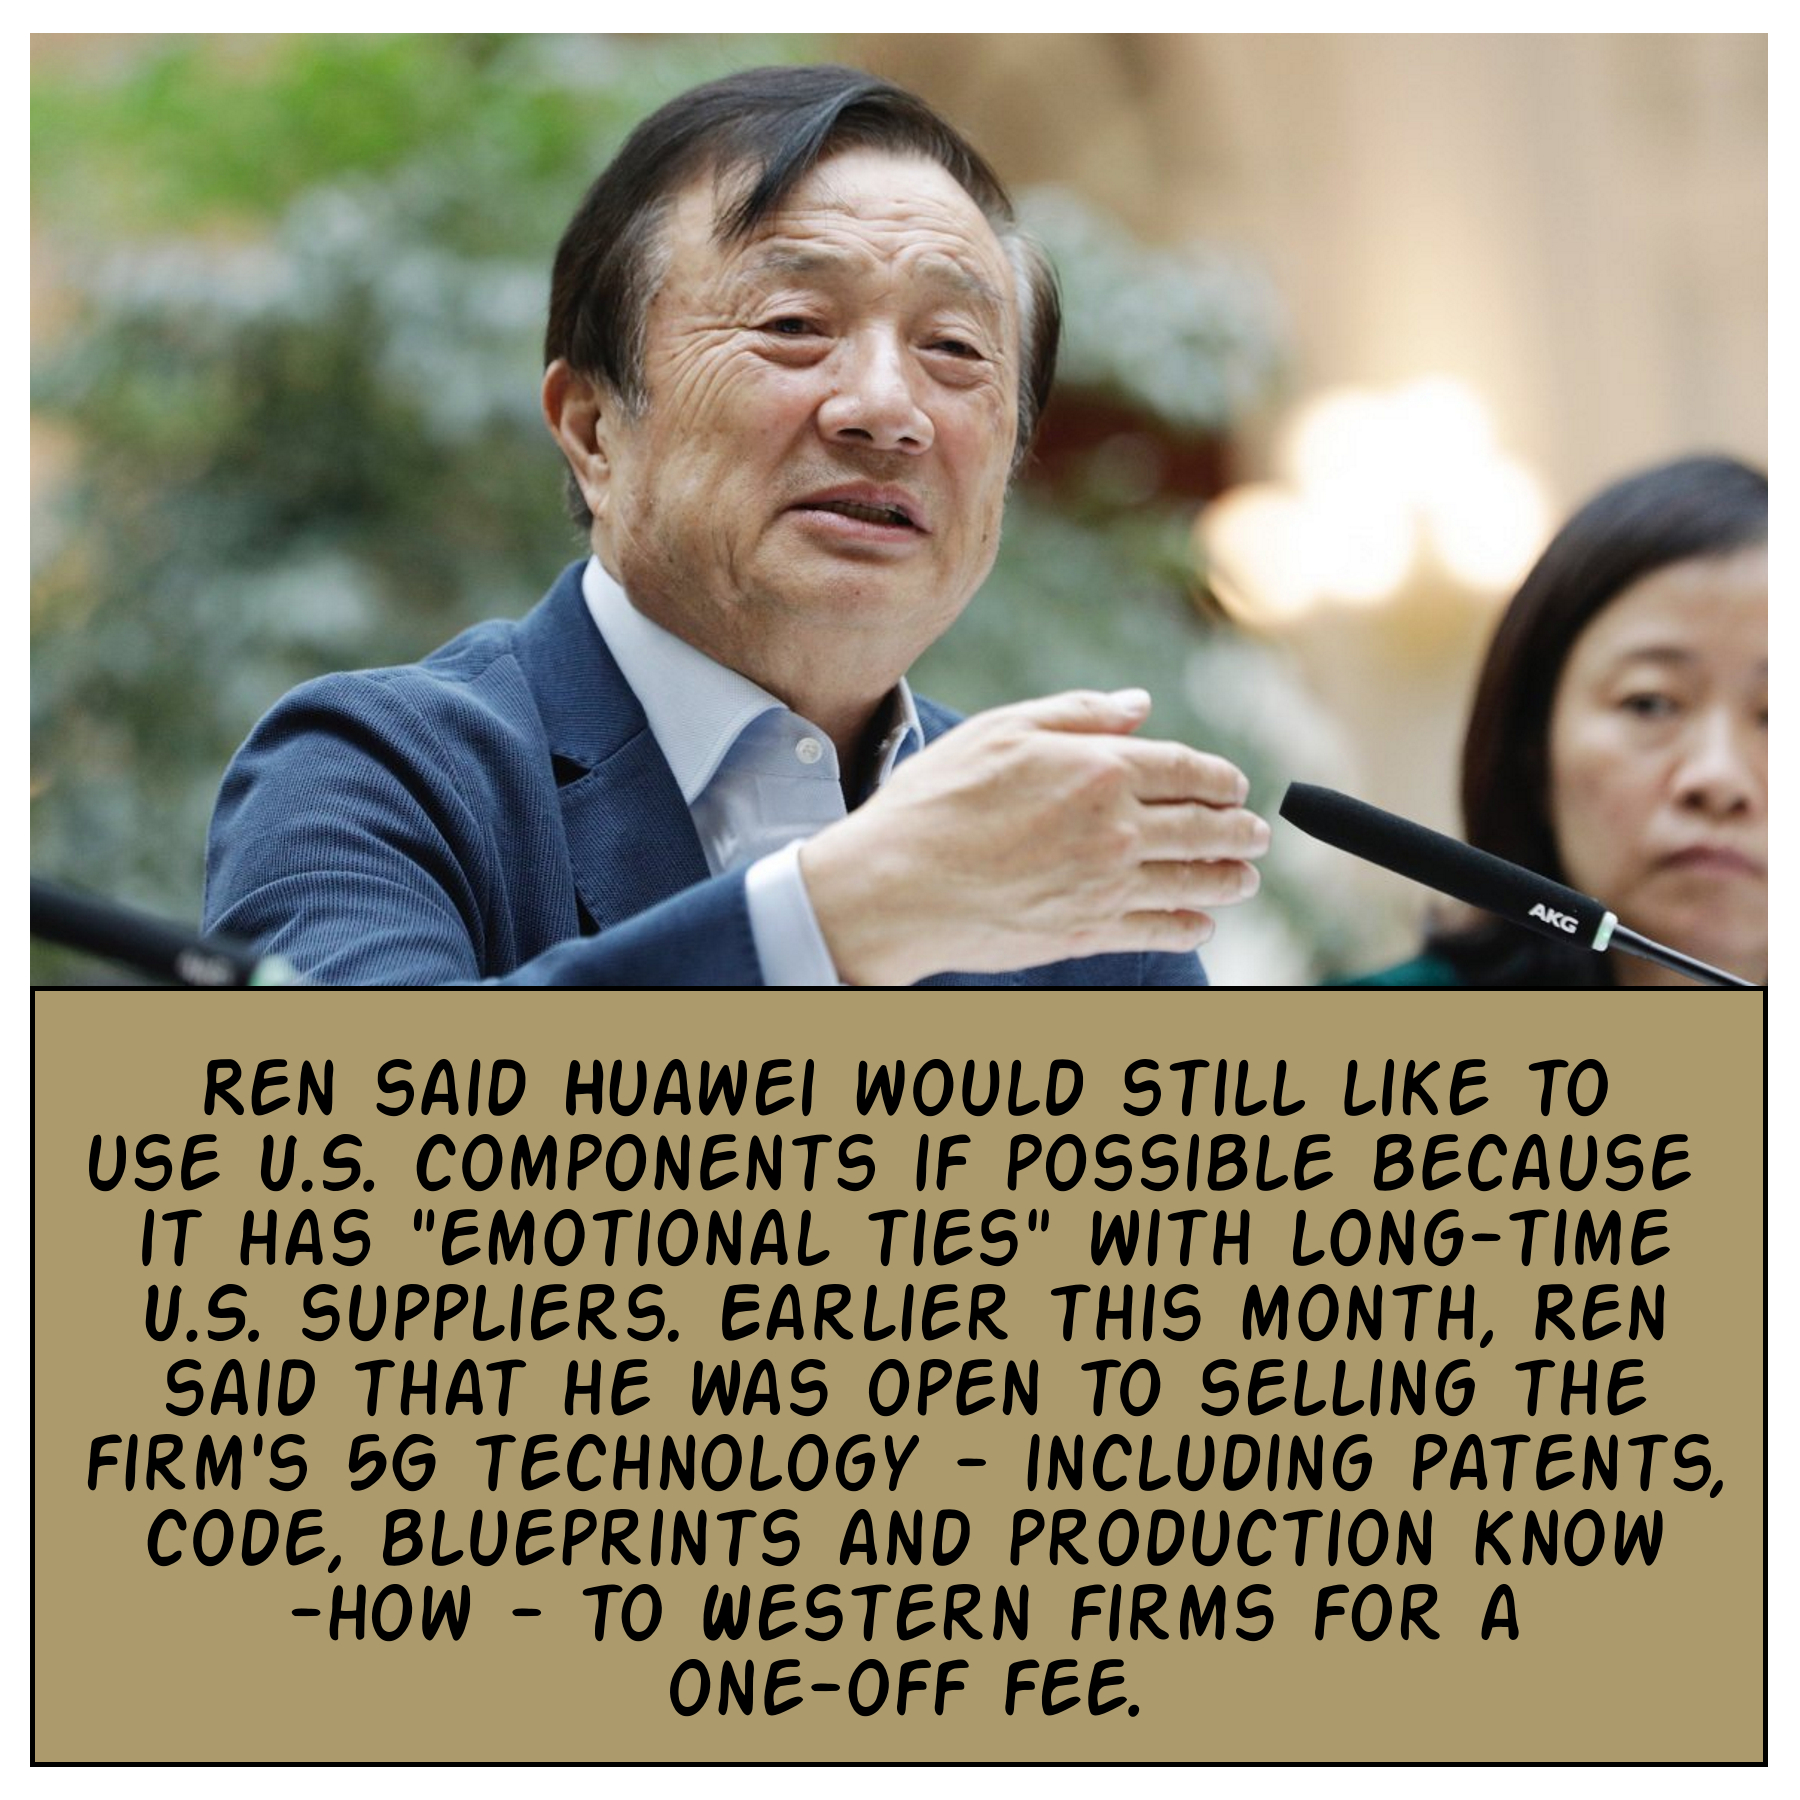 AKG
REN SAID HUAWEI WOULD STILL LIKE TO
USE U.S. COMPONENTS IF POSSIBLE BECAUSE
IT HAS "EMOTIONAL TIES" WITH LONG-TIME
U.S. SUPPLIERS. EARLIER THIS MONTH, REN
SAID THAT HE WAS OPEN TO SELLING THE
FIRM'S 5G TECHNOLOGY - INCLUDING PATENTS,
CODE, BLUEPRINTS AND PRODUCTION KNOW
-HOW - TO WESTERN FIRMS FOR A
ONE-OFF FEE.